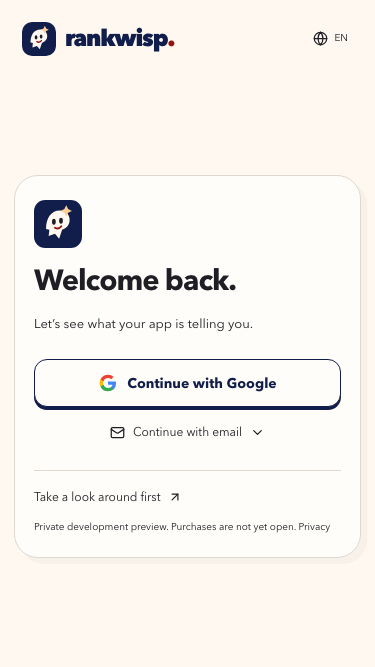 rankwisp.
EN
Welcome back.
Let’s see what your app is telling you.
Continue with Google
Continue with email
Take a look around first
Private development preview. Purchases are not yet open. Privacy